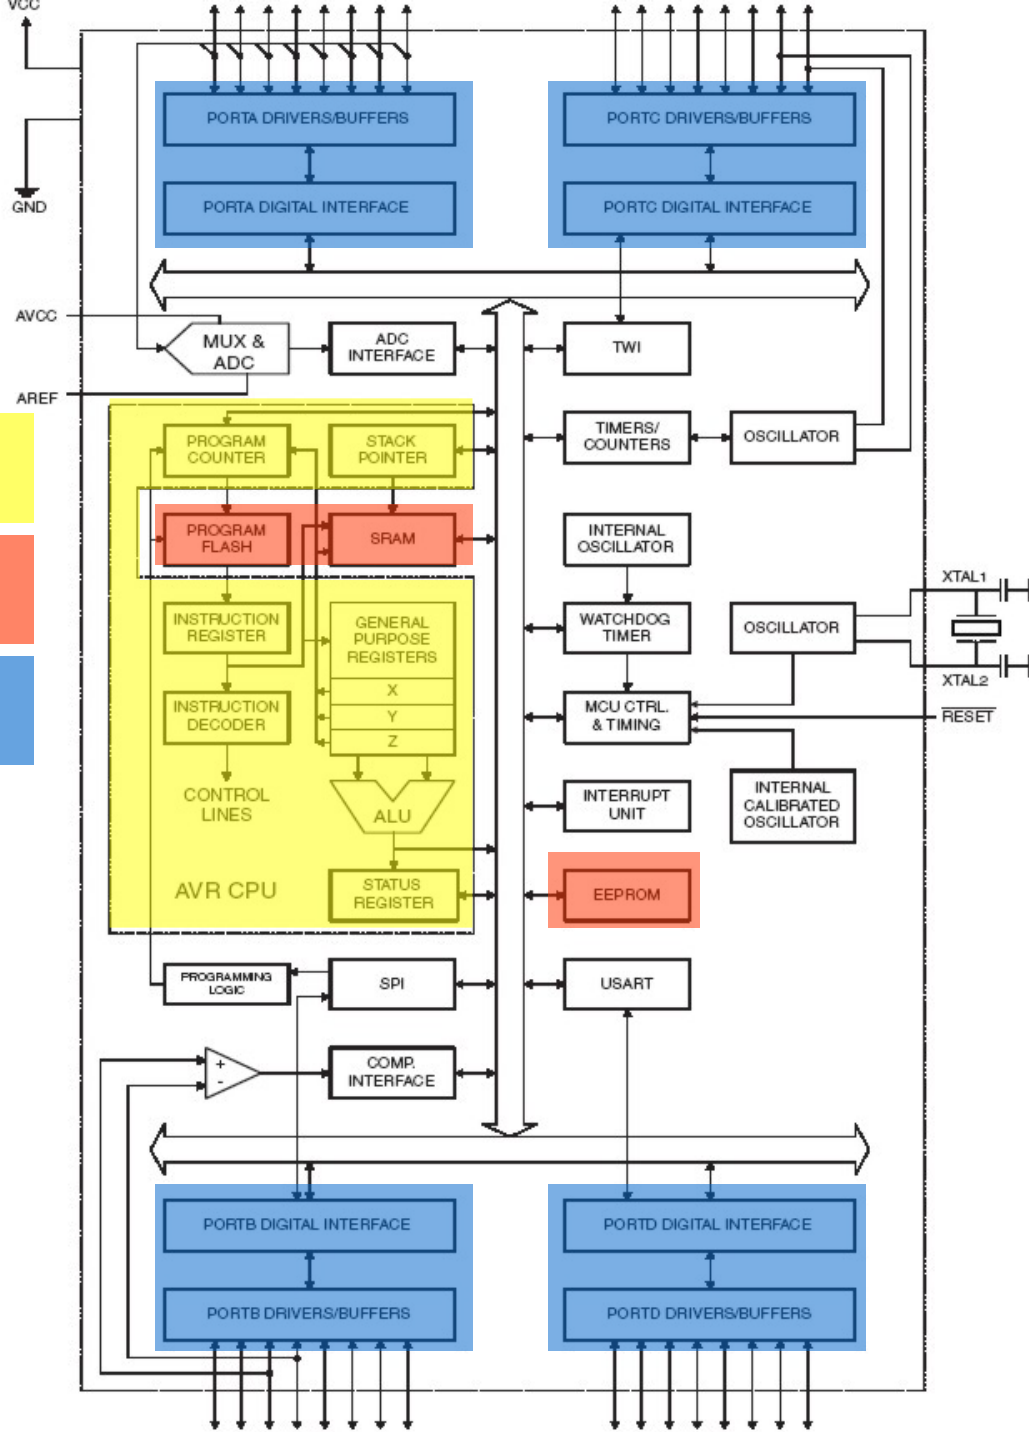 VCC
GND
PORTA DRIVERS/BUFFERS
PORTC DRIVERS/BUFFERS
PORTA DIGITAL INTERFACE
PORTC DIGITAL INTERFACE
AVCC
MUX &
ADC
ADC
INTERFACE
TWI
AREF
PROGRAM
COUNTER
STACK
POINTER
TIMERS/
COUNTERS
OSCILLATOR
PROGRAM
FLASH
SRAM
INTERNAL
OSCILLATOR
XTAL1
INSTRUCTION
REGISTER
GENERAL
PURPOSE
REGISTERS
X
Y
Z
WATCHDOG
TIMER
OSCILLATOR
XTAL2
INSTRUCTION
DECODER
MCU CTRL.
& TIMING
RESET
CONTROL
LINES
ALU
INTERRUPT
UNIT
INTERNAL
CALIBRATED
OSCILLATOR
AVR CPU
STATUS
REGISTER
EEPROM
PROGRAMMING
LOGIC
SPI
USART
+
-
COMP.
INTERFACE
PORTB DIGITAL INTERFACE
PORTD DIGITAL INTERFACE
PORTB DRIVERS/BUFFERS
PORTD DRIVERS/BUFFERS